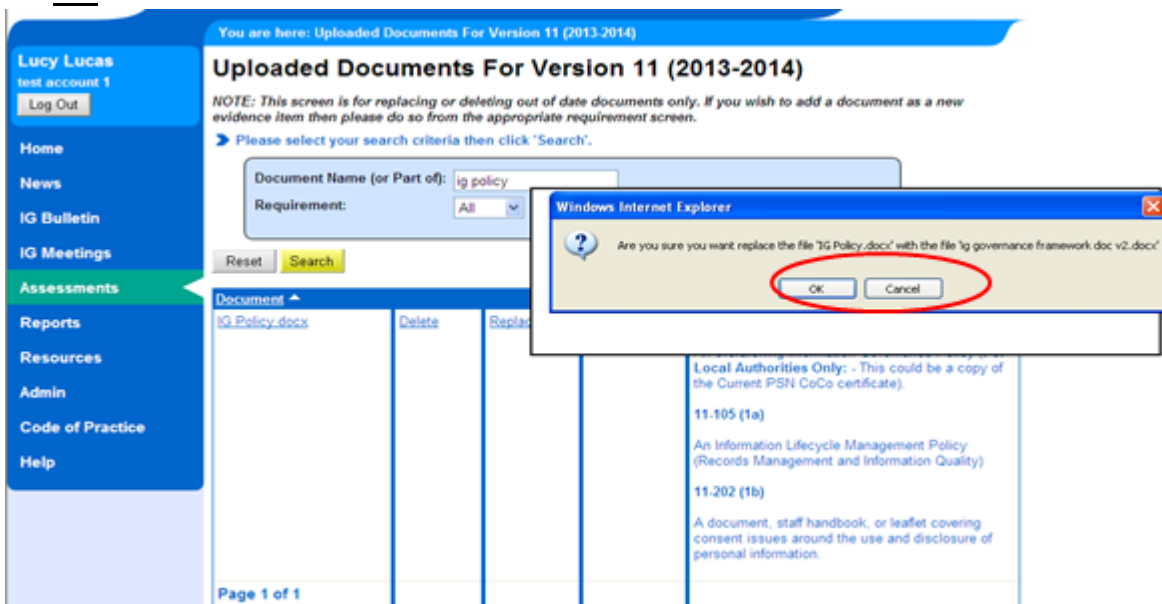 You are here: Uploaded Documents For Version 11 (2013-2014)
Lucy Lucas
test account 1
Log Out
Home
News
IG Bulletin
IG Meetings
Assessments
Reports
Resources
Admin
Code of Practice
Help
Uploaded Documents For Version 11 (2013-2014)
NOTE: This screen is for replacing or deleting out of date documents only. If you wish to add a document as a new
evidence item then please do so from the appropriate requirement screen.
Please select your search criteria then click 'Search'.
Document Name (or Part of): ig policy
Requirement: All
Reset Search
Windows Internet Explorer
Are you sure you want replace the file 'IG Policy.docx' with the file 'ig governance framework doc v2.docx'
OK Cancel
Document
IG Policy.docx Delete
Local Authorities Only: - This could be a copy of
the Current PSN CoCo certificate).
11-105 (1a)
An Information Lifecycle Management Policy
(Records Management and Information Quality)
11-202 (1b)
A document, staff handbook, or leaflet covering
consent issues around the use and disclosure of
personal information.
Page 1 of 1